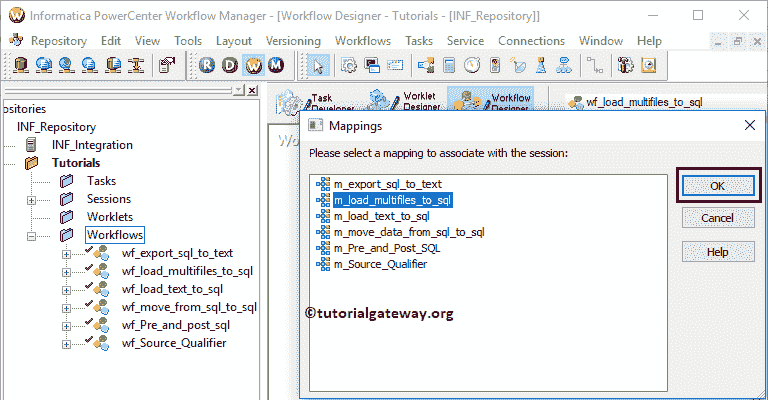 Informatica PowerCenter Workflow Manager - [Workflow Designer - Tutorials - [INF_Repository]]
Repository Edit View Tools Layout Versioning Workflows Tasks Service Connections Window Help
R D W M
Task Developer
Worklet Designer
Workflow Designer
wf_load_multifiles_to_sql
ositories
INF_Repository
INF_Integration
Tutorials
Tasks
Sessions
Worklets
Workflows
wf_export_sql_to_text
wf_load_multifiles_to_sql
wf_load_text_to_sql
wf_move_from_sql_to_sql
wf_Pre_and_post_sql
wf_Source_Qualifier
Wo
Mappings
Please select a mapping to associate with the session:
m_export_sql_to_text
m_load_multifiles_to_sql
m_load_text_to_sql
m_move_data_from_sql_to_sql
m_Pre_and_Post_SQL
m_Source_Qualifier
OK
Cancel
Help
©tutorialgateway.org